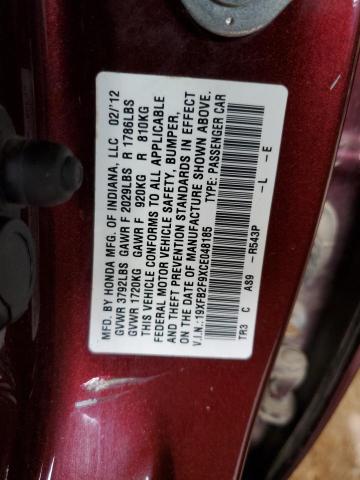 MFD. BY HONDA MFG. OF INDIANA, LLC 02/'12
GVWR 3792LBS GAWR F 2029LBS R 1786LBS
GVWR 1720KG GAWR F 920KG R 810KG
THIS VEHICLE CONFORMS TO ALL APPLICABLE
FEDERAL MOTOR VEHICLE SAFETY, BUMPER,
AND THEFT PREVENTION STANDARDS IN EFFECT
ON THE DATE OF MANUFACTURE SHOWN ABOVE.
V.I.N.:19XFB2F9XCE048185 TYPE: PASSENGER CAR
TR3 C AS9 -R543P -L -E